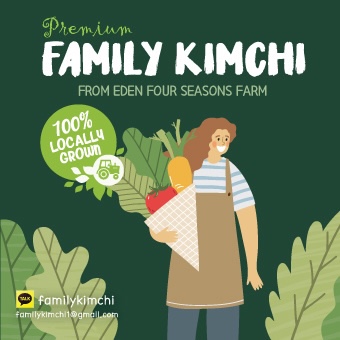 Premium
FAMILY KIMCHI
FROM EDEN FOUR SEASONS FARM
100%
LOCALLY
GROWN
TALK
familykimchi
familykimchi1@gmail.com